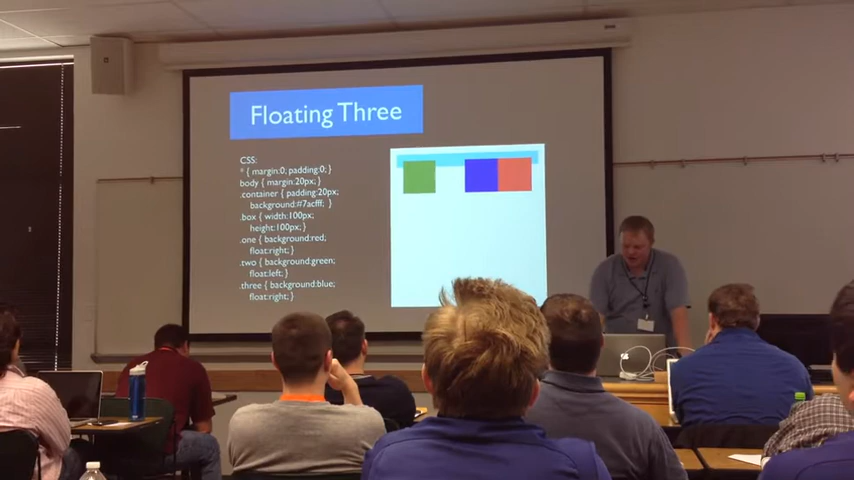 Floating Three
CSS:
* { margin:0; padding:0; }
body { margin:20px; }
.container { padding:20px;
background:#7acfff; }
.box { width:100px;
height:100px; }
.one { background:red;
float:right; }
.two { background:green;
float:left; }
.three { background:blue;
float:right; }